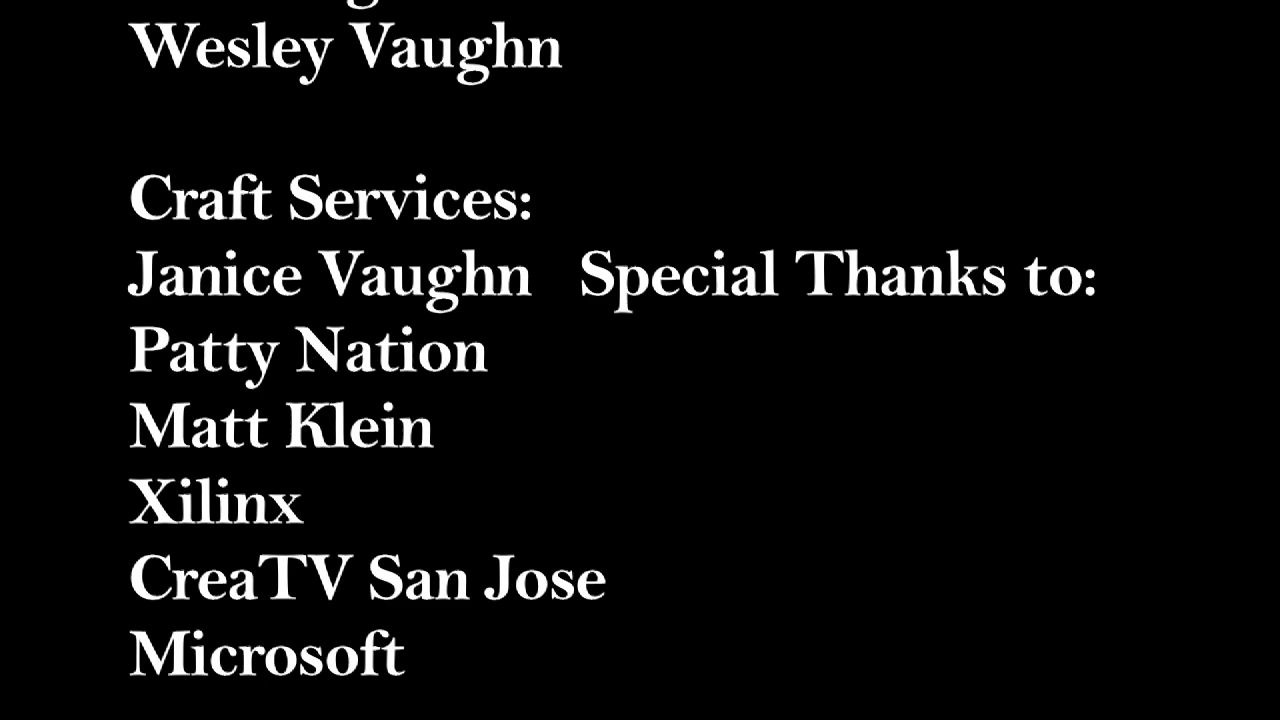 Wesley Vaughn
Craft Services:
Janice Vaughn   Special Thanks to:
Patty Nation
Matt Klein
Xilinx
CreaTV San Jose
Microsoft